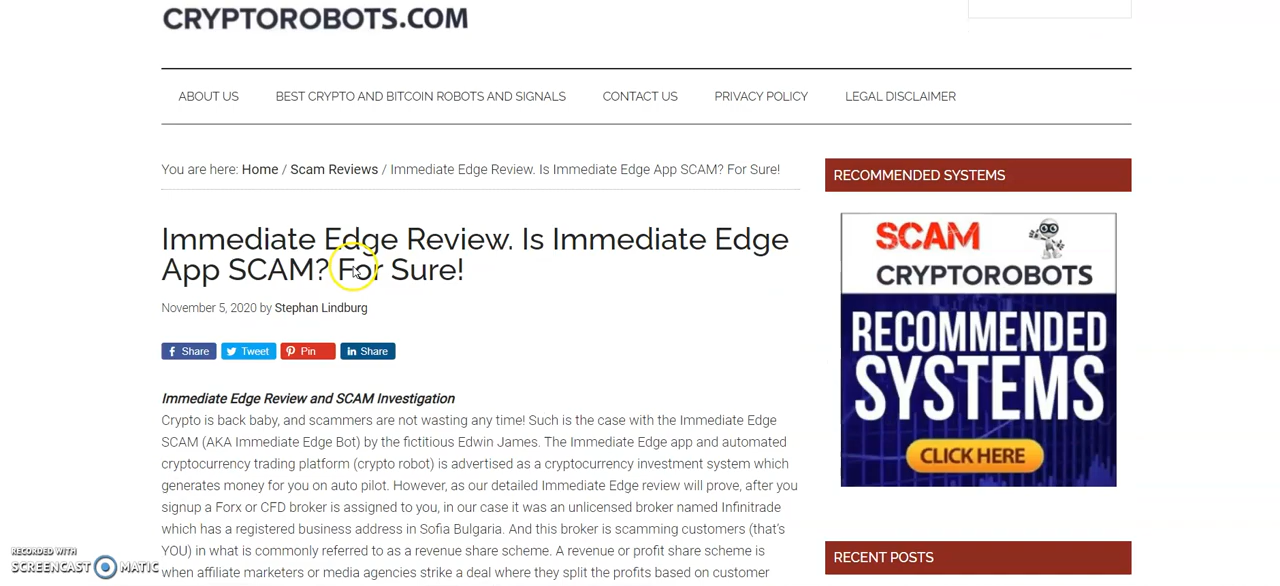 CRYPTOROBOTS.COM
ABOUT US BEST CRYPTO AND BITCOIN ROBOTS AND SIGNALS CONTACT US PRIVACY POLICY LEGAL DISCLAIMER
You are here: Home / Scam Reviews / Immediate Edge Review. Is Immediate Edge App SCAM? For Sure!
Immediate Edge Review. Is Immediate Edge
App SCAM? For Sure!
November 5, 2020 by Stephan Lindburg
Share Tweet Pin Share
Immediate Edge Review and SCAM Investigation
Crypto is back baby, and scammers are not wasting any time! Such is the case with the Immediate Edge
SCAM (AKA Immediate Edge Bot) by the fictitious Edwin James. The Immediate Edge app and automated
cryptocurrency trading platform (crypto robot) is advertised as a cryptocurrency investment system which
generates money for you on auto pilot. However, as our detailed Immediate Edge review will prove, after you
signup a Forx or CFD broker is assigned to you, in our case it was an unlicensed broker named Infinitrade
which has a registered business address in Sofia Bulgaria. And this broker is scamming customers (that's
YOU) in what is commonly referred to as a revenue share scheme. A revenue or profit share scheme is
when affiliate marketers or media agencies strike a deal where they split the profits based on customer
RECOMMENDED SYSTEMS
SCAM
CRYPTOROBOTS
RECOMMENDED
SYSTEMS
CLICK HERE
RECENT POSTS
RECORDED WITH
SCREENCAST MATIC